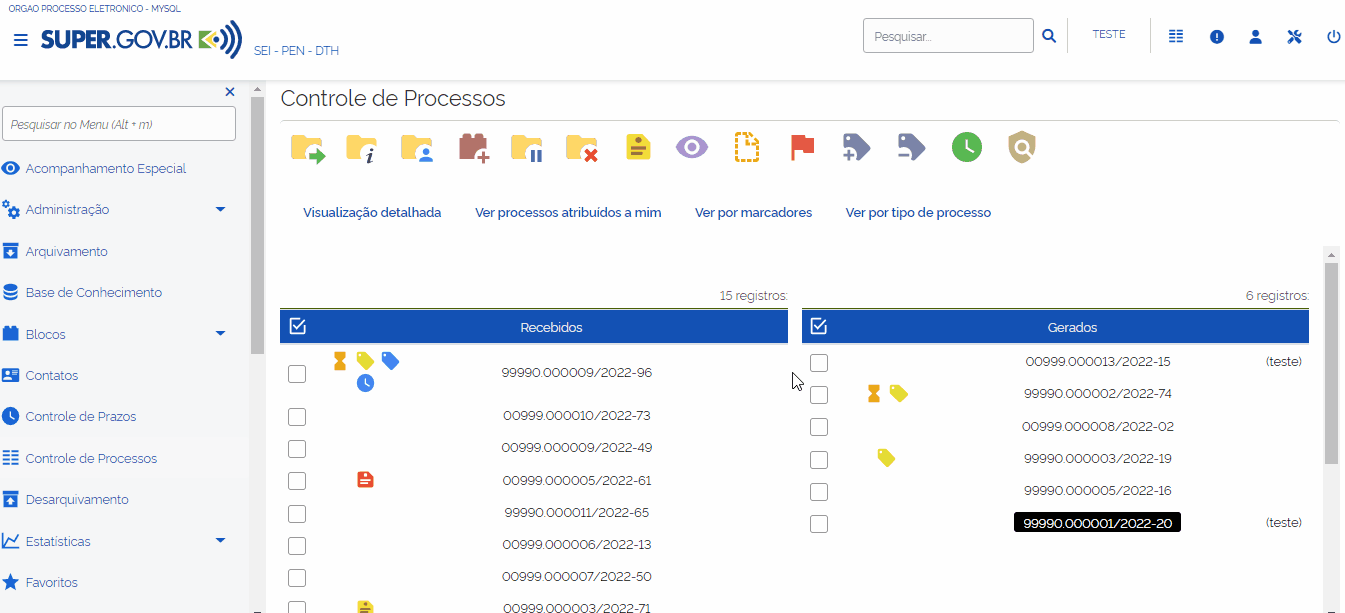 ORGAO PROCESSO ELETRONICO - MYSQL
SUPER.GOV.BR
SEI - PEN - DTH
Pesquisar...
TESTE
Pesquisar no Menu (Alt + m)
Acompanhamento Especial
Administração
Arquivamento
Base de Conhecimento
Blocos
Contatos
Controle de Prazos
Controle de Processos
Desarquivamento
Estatísticas
Favoritos
Controle de Processos
Visualização detalhada Ver processos atribuídos a mim Ver por marcadores Ver por tipo de processo
15 registros:
Recebidos
99990.000009/2022-96
00999.000010/2022-73
00999.000009/2022-49
00999.000005/2022-61
99990.000011/2022-65
00999.000006/2022-13
00999.000007/2022-50
00999.000003/2022-71
6 registros:
Gerados
00999.000013/2022-15 (teste)
99990.000002/2022-74
00999.000008/2022-02
99990.000003/2022-19
99990.000005/2022-16
99990.000001/2022-20 (teste)